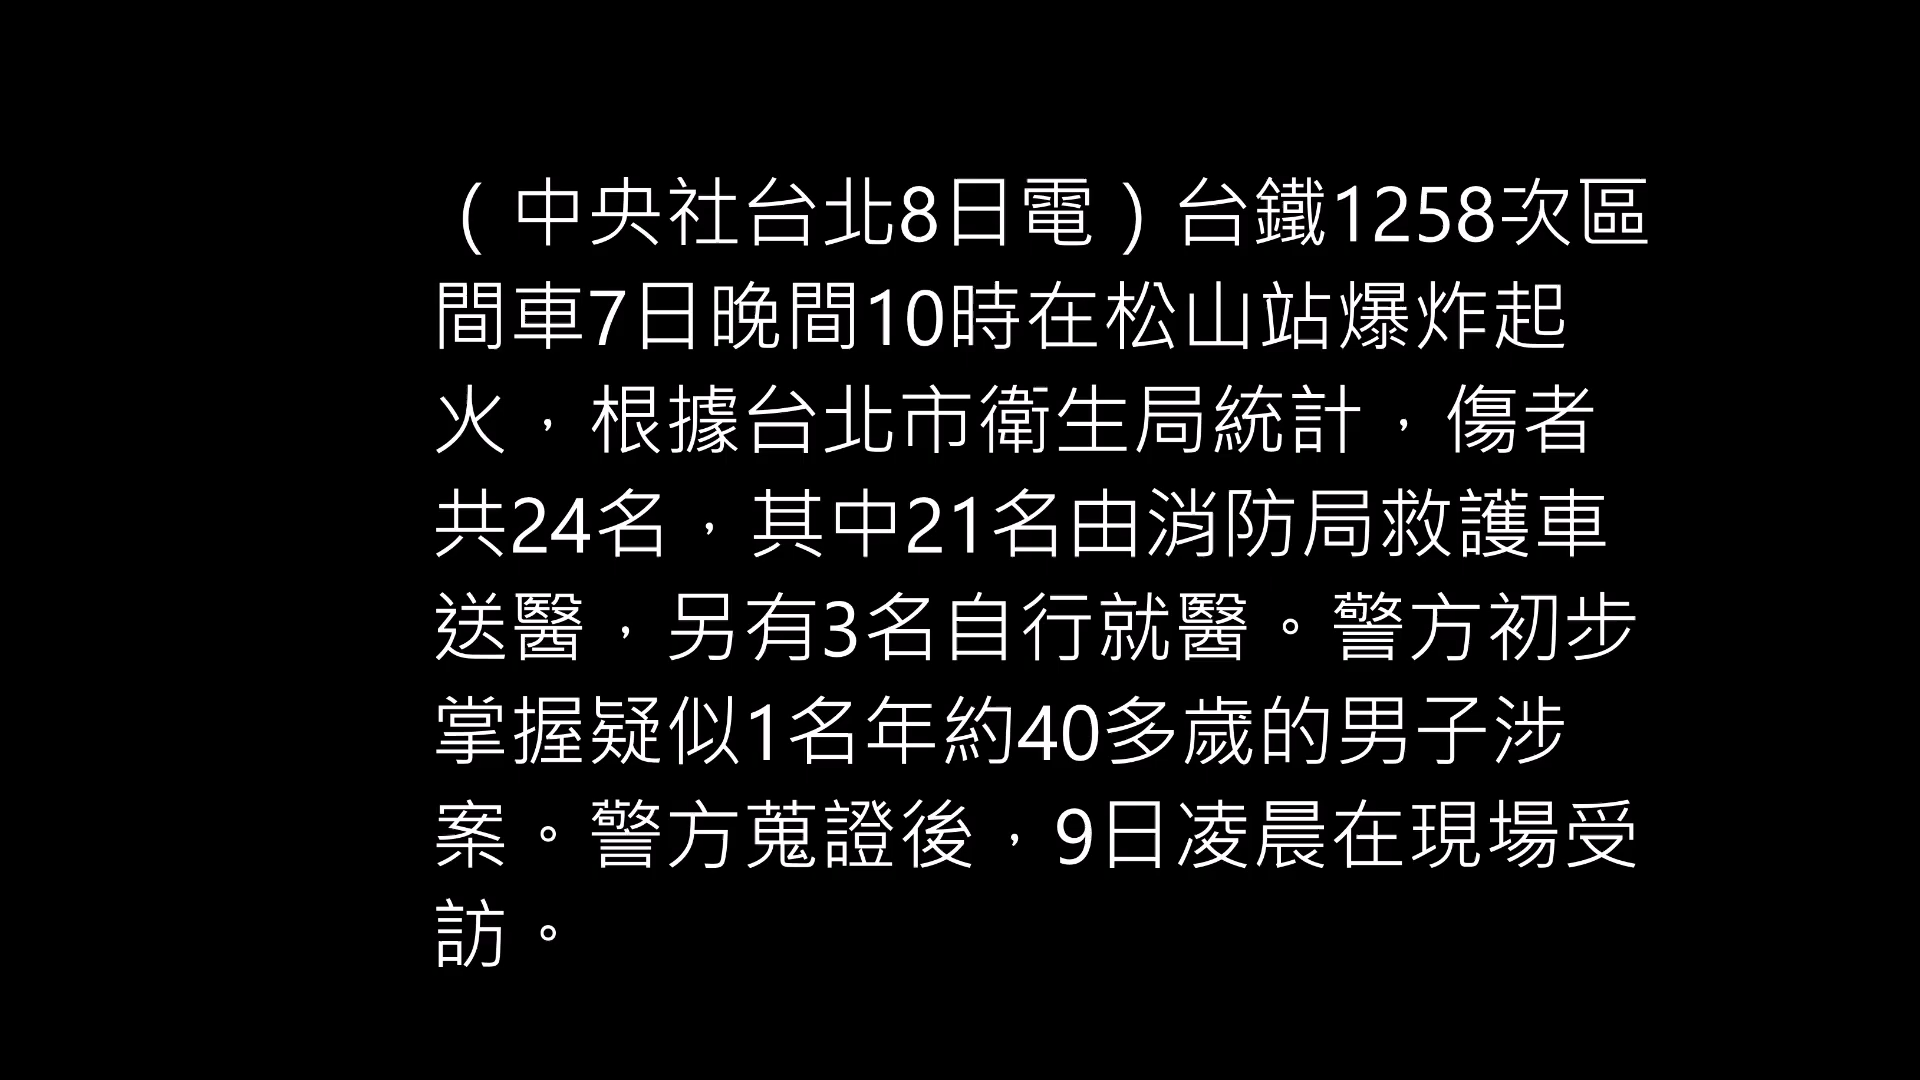 （中央社台北8日電）台鐵1258次區
間車7日晚間10時在松山站爆炸起
火，根據台北市衛生局統計，傷者
共24名，其中21名由消防局救護車
送醫，另有3名自行就醫。警方初步
掌握疑似1名年約40多歲的男子涉
案。警方蒐證後，9日凌晨在現場受
訪。